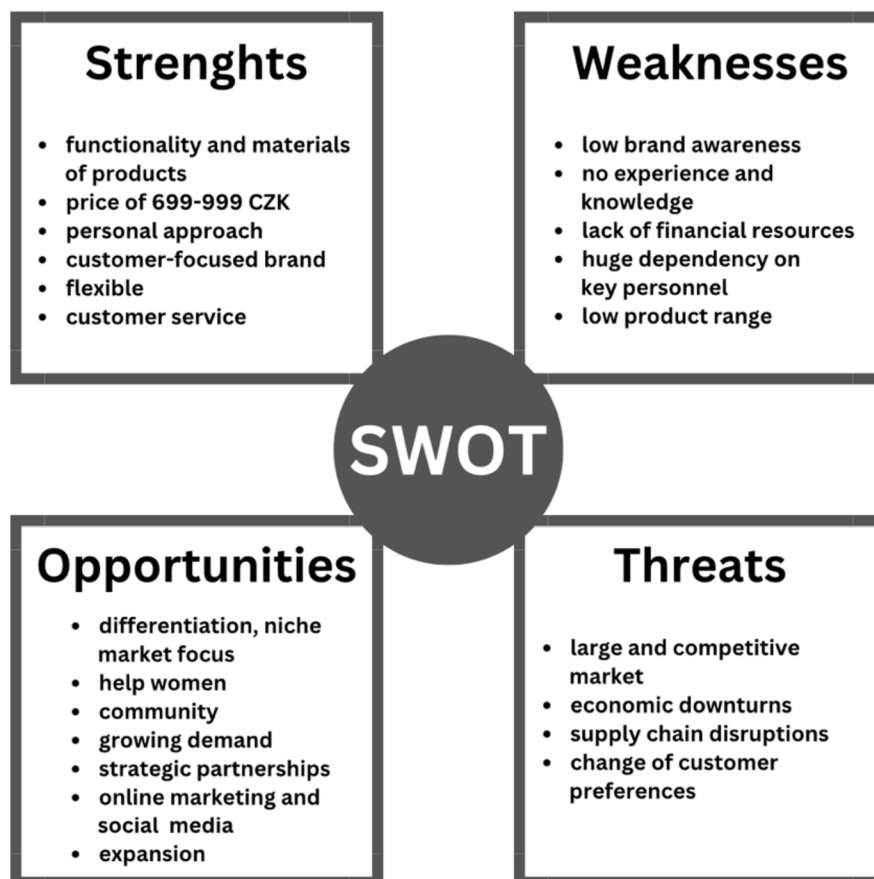 Strenghts
• functionality and materials
of products
• price of 699-999 CZK
• personal approach
• customer-focused brand
• flexible
• customer service
Weaknesses
• low brand awareness
• no experience and
knowledge
• lack of financial resources
• huge dependency on
key personnel
• low product range
SWOT
Opportunities
• differentiation, niche
market focus
• help women
• community
• growing demand
• strategic partnerships
• online marketing and
social media
• expansion
Threats
• large and competitive
market
• economic downturns
• supply chain disruptions
• change of customer
preferences